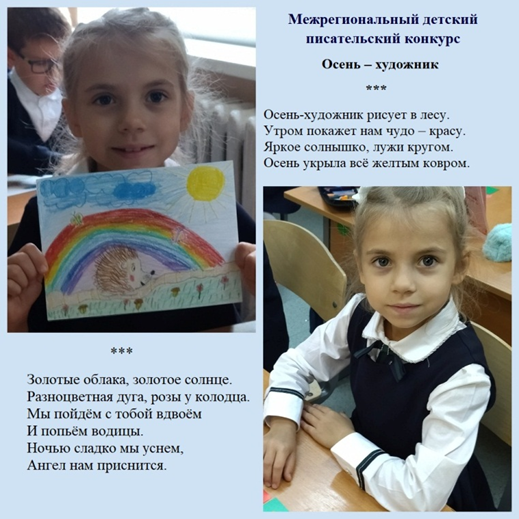 Межрегиональный детский
писательский конкурс
Осень – художник
***
Осень-художник рисует в лесу.
Утром покажет нам чудо – красу.
Яркое солнышко, лужи кругом.
Осень укрыла всё желтым ковром.
***
Золотые облака, золотое солнце.
Разноцветная дуга, розы у колодца.
Мы пойдём с тобой вдвоём
И попьём водицы.
Ночью сладко мы уснем,
Ангел нам приснится.